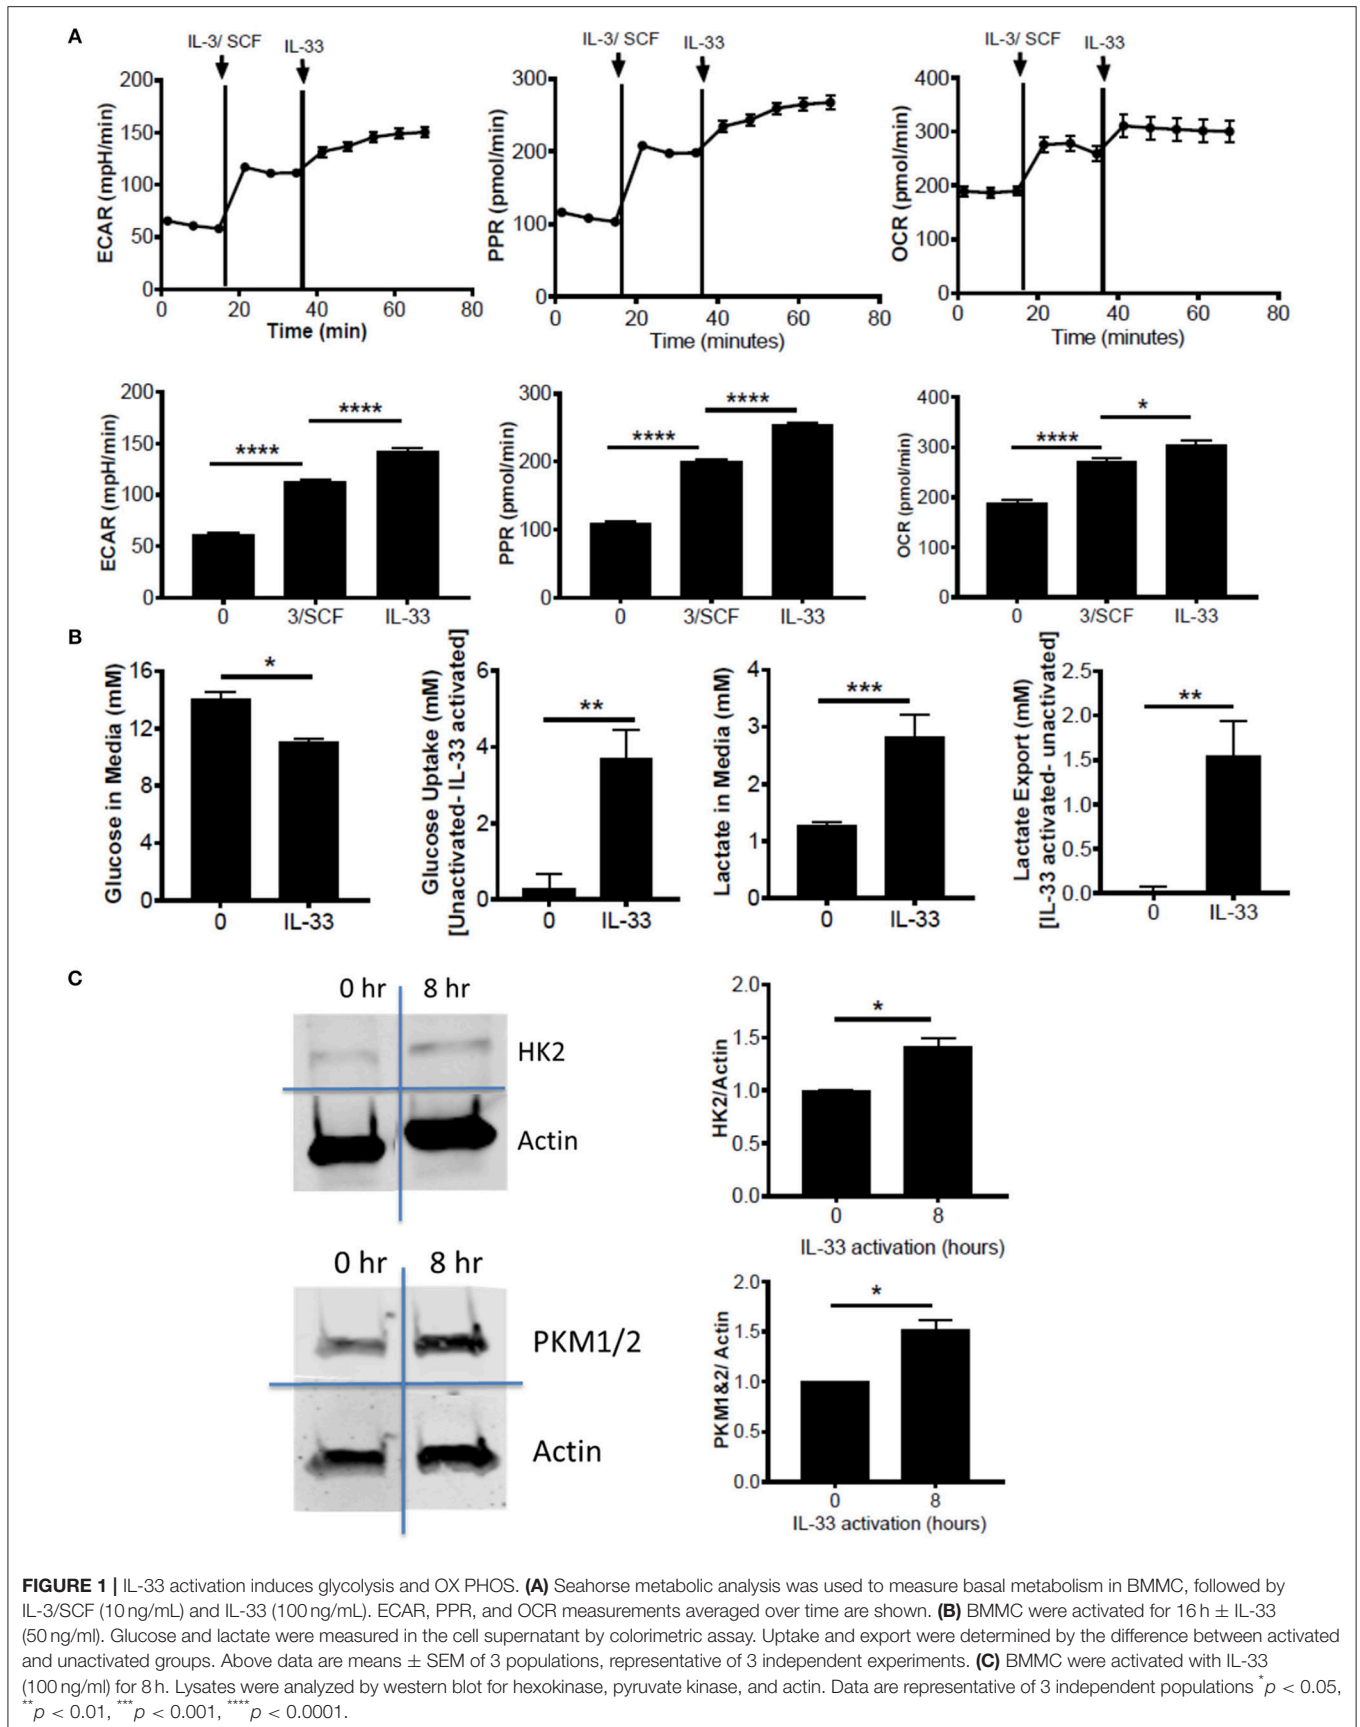 A
IL-3/ SCF
IL-33
200
150
100
50
0
ECAR (mpH/min)
0 20 40 60 80
Time (min)
IL-3/ SCF
IL-33
300
200
100
0
PPR (pmol/min)
0 20 40 60 80
Time (minutes)
IL-3/ SCF
IL-33
400
300
200
100
0
OCR (pmol/min)
0 20 40 60 80
Time (minutes)
200
150
100
50
0
ECAR (mpH/min)
****
****
0 3/SCF IL-33
300
200
100
0
PPR (pmol/min)
****
****
0 3/SCF IL-33
400
300
200
100
0
OCR (pmol/min)
****
*
0 3/SCF IL-33
B
16
12
8
4
0
Glucose in Media (mM)
*
0 IL-33
6
4
2
0
Glucose Uptake (mM)
[Unactivated- IL-33 activated]
**
0 IL-33
4
3
2
1
0
Lactate in Media (mM)
***
0 IL-33
2.5
2.0
1.5
1.0
0.5
0.0
Lactate Export (mM)
[IL-33 activated- unactivated]
**
0 IL-33
C
0 hr 8 hr
HK2
Actin
2.0
1.5
1.0
0.5
0.0
HK2/Actin
*
0 8
IL-33 activation (hours)
0 hr 8 hr
PKM1/2
Actin
2.0
1.5
1.0
0.5
0.0
PKM1&2/ Actin
*
0 8
IL-33 activation (hours)
FIGURE 1 | IL-33 activation induces glycolysis and OX PHOS. (A) Seahorse metabolic analysis was used to measure basal metabolism in BMMC, followed by
IL-3/SCF (10 ng/mL) and IL-33 (100 ng/mL). ECAR, PPR, and OCR measurements averaged over time are shown. (B) BMMC were activated for 16 h ± IL-33
(50 ng/ml). Glucose and lactate were measured in the cell supernatant by colorimetric assay. Uptake and export were determined by the difference between activated
and unactivated groups. Above data are means ± SEM of 3 populations, representative of 3 independent experiments. (C) BMMC were activated with IL-33
(100 ng/ml) for 8 h. Lysates were analyzed by western blot for hexokinase, pyruvate kinase, and actin. Data are representative of 3 independent populations *p < 0.05,
**p < 0.01, ***p < 0.001, ****p < 0.0001.